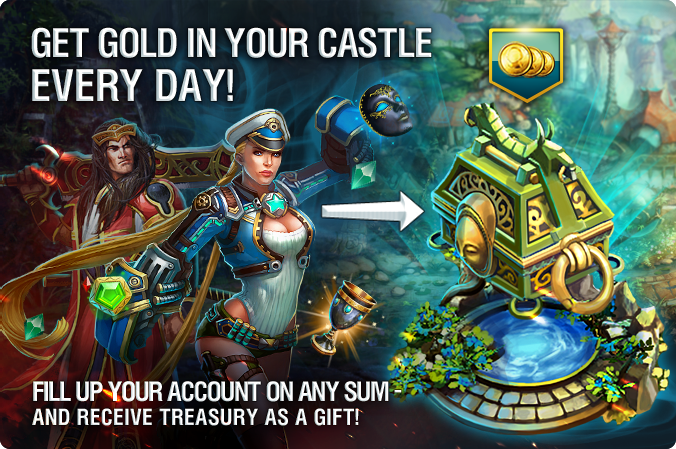 GET GOLD IN YOUR CASTLE
EVERY DAY!
FILL UP YOUR ACCOUNT ON ANY SUM -
AND RECEIVE TREASURY AS A GIFT!